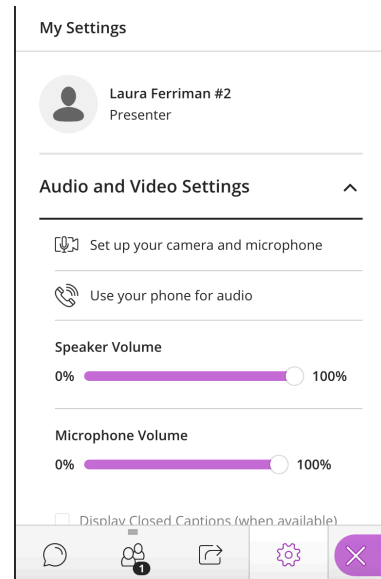 My Settings
Laura Ferriman #2
Presenter
Audio and Video Settings
Set up your camera and microphone
Use your phone for audio
Speaker Volume
0% 100%
Microphone Volume
0% 100%
Display Closed Captions (when available)
1